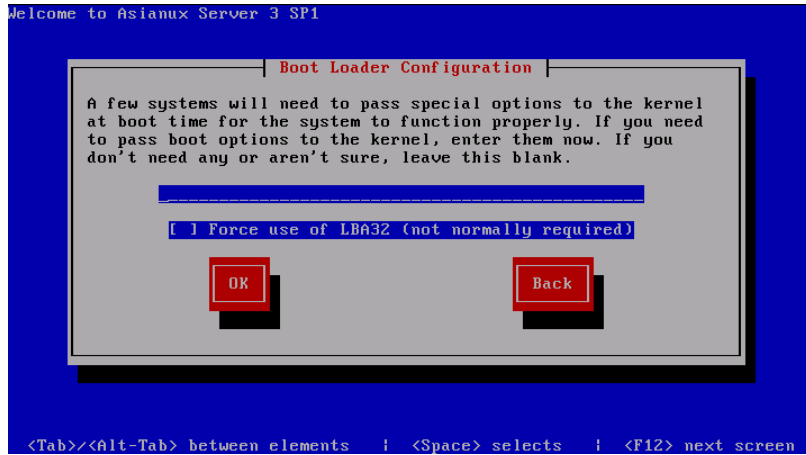 Welcome to Asianux Server 3 SP1
Boot Loader Configuration
A few systems will need to pass special options to the kernel
at boot time for the system to function properly. If you need
to pass boot options to the kernel, enter them now. If you
don't need any or aren't sure, leave this blank.
[ ] Force use of LBA32 (not normally required)
OK Back
<Tab>/<Alt-Tab> between elements | <Space> selects | <F12> next screen